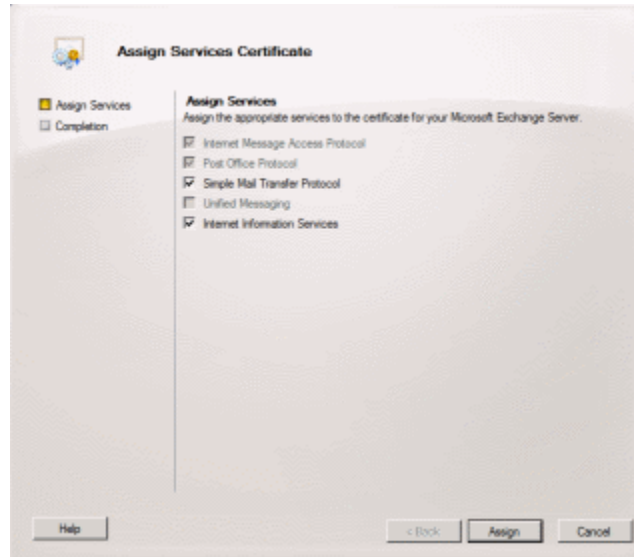 Assign Services Certificate
Assign Services
Completion
Assign Services
Assign the appropriate services to the certificate for your Microsoft Exchange Server.
Internet Message Access Protocol
Post Office Protocol
Simple Mail Transfer Protocol
Unified Messaging
Internet Information Services
Help
< Back
Assign
Cancel